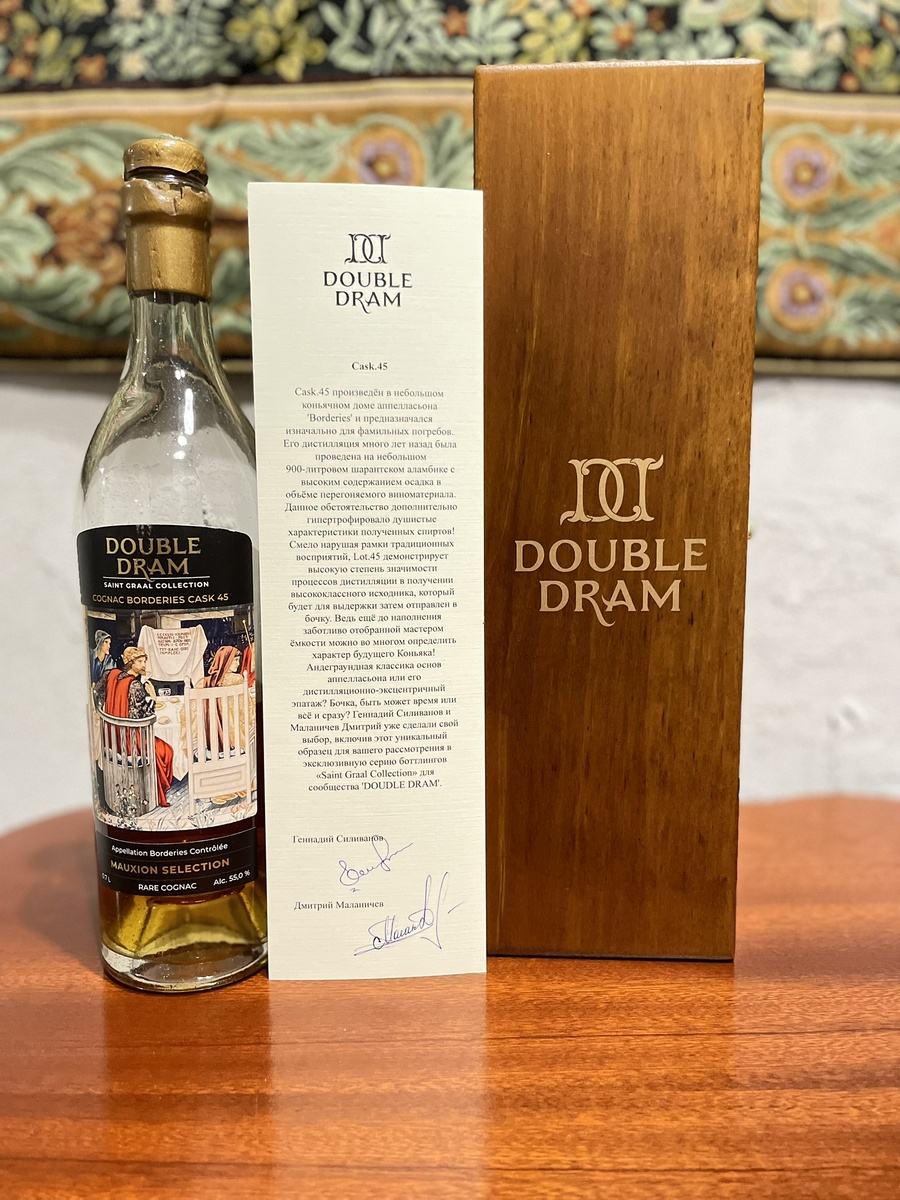 DOUBLE
DRAM
SAINT GRAAL COLLECTION
COGNAC BORDERIES CASK 45
Appellation Borderies Contrôlée
MAUXION SELECTION
0,7 L
RARE COGNAC
Alc. 55,0 %
DOUBLE
DRAM
Cask.45
Cask.45 произведён в небольшом
коньячном доме аппелласьона
'Borderies' и предназначался
изначально для фамильных погребов.
Его дистилляция много лет назад была
проведена на небольшом
900-литровом шарантском аламбике с
высоким содержанием осадка в
объёме перегоняемого виноматериала.
Данное обстоятельство дополнительно
гипертрофировало душистые
характеристики полученных спиртов!
Смело нарушая рамки традиционных
восприятий, Lot.45 демонстрирует
высокую степень значимости
процессов дистилляции в получении
высококлассного исходника, который
будет для выдержки затем отправлен в
бочку. Ведь ещё до наполнения
заботливо отобранной мастером
ёмкости можно во многом определить
характер будущего Коньяка!
Андеграундная классика основ
аппелласьона или его
дистилляционно-эксцентричный
эпатаж? Бочка, быть может время или
всё и сразу? Геннадий Силиванов и
Маланичев Дмитрий уже сделали свой
выбор, включив этот уникальный
образец для вашего рассмотрения в
эксклюзивную серию боттлингов
«Saint Graal Collection» для
сообщества 'DOUDLE DRAM'.
Геннадий Силиванов
Дмитрий Маланичев
DOUBLE
DRAM